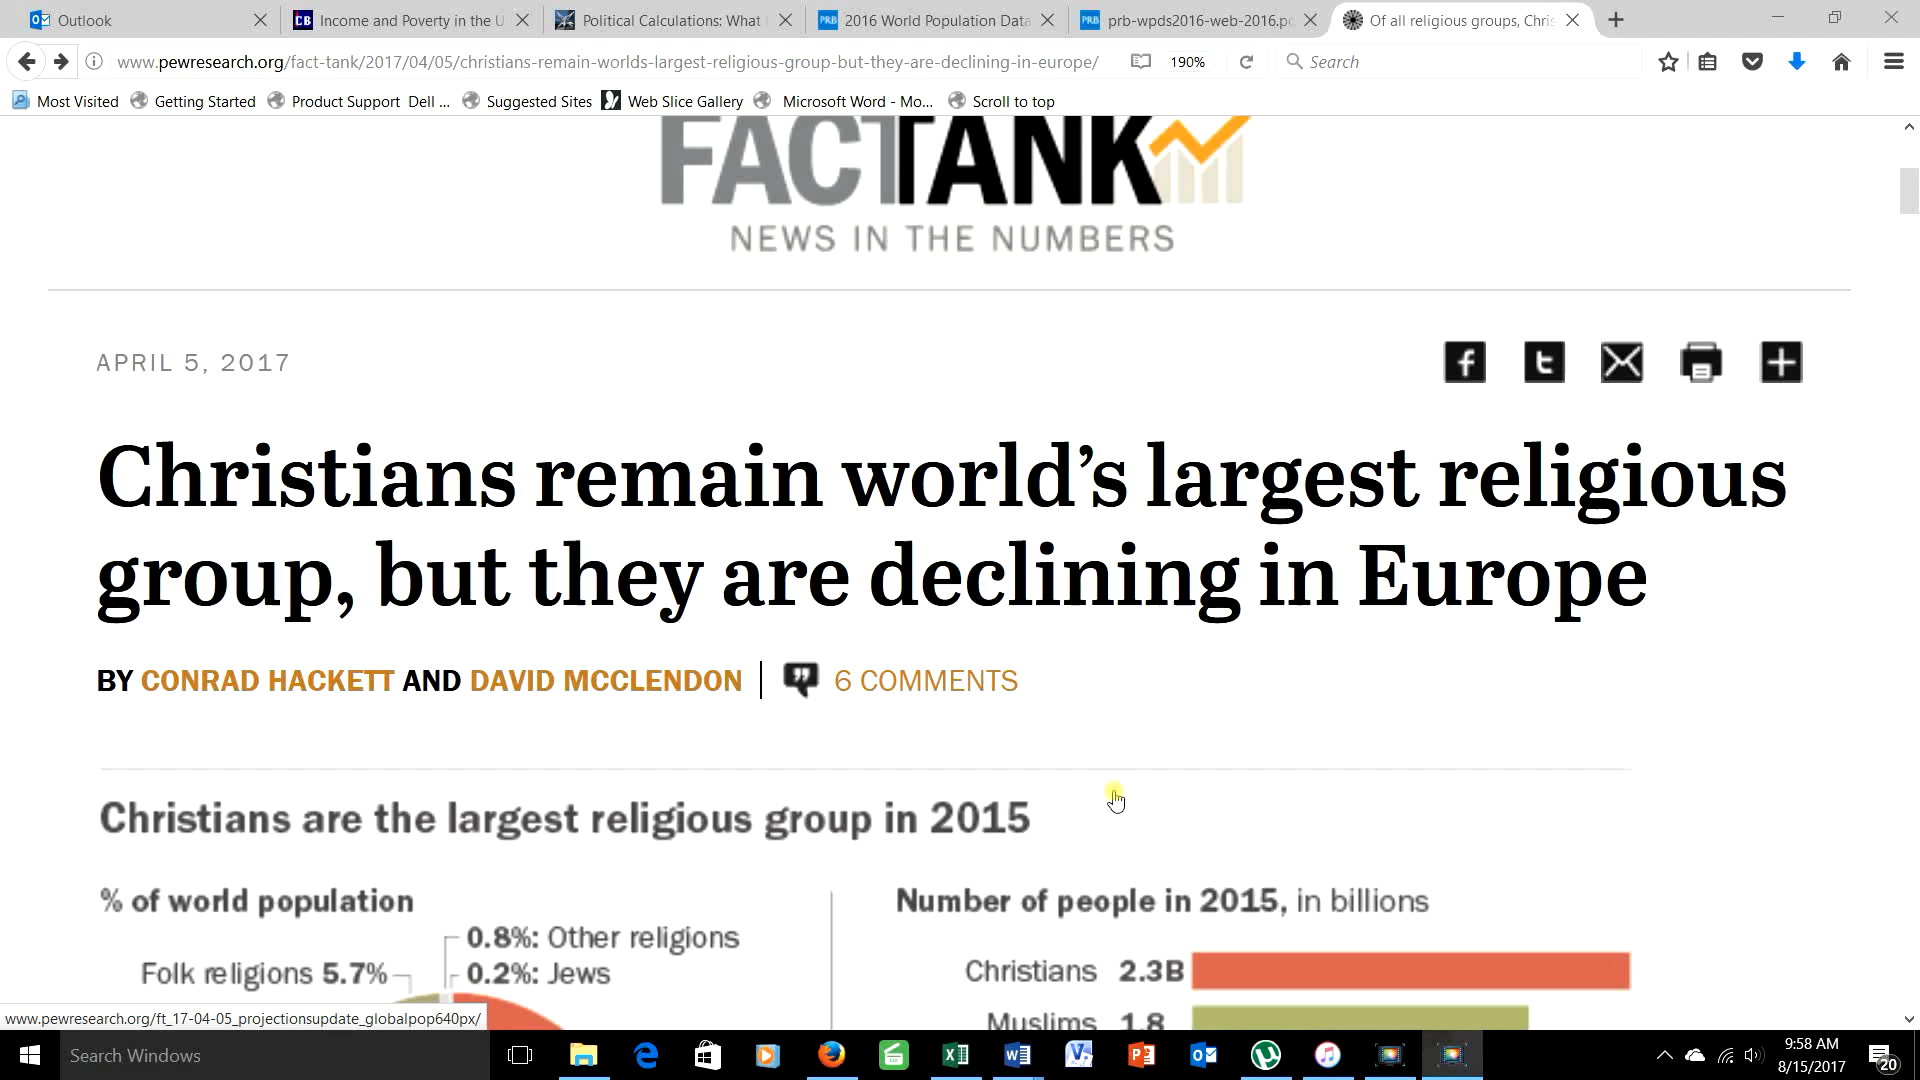 Outlook
Income and Poverty in the U
Political Calculations: What
2016 World Population Data
prb-wpds2016-web-2016.p
Of all religious groups, Chris
www.pewresearch.org/fact-tank/2017/04/05/christians-remain-worlds-largest-religious-group-but-they-are-declining-in-europe/
190%
Search
Most Visited
Getting Started
Product Support Dell ...
Suggested Sites
Web Slice Gallery
Microsoft Word - Mo...
Scroll to top
FACTANK
NEWS IN THE NUMBERS
APRIL 5, 2017
Christians remain world's largest religious
group, but they are declining in Europe
BY CONRAD HACKETT AND DAVID MCCLENDON
6 COMMENTS
Christians are the largest religious group in 2015
% of world population
0.8%: Other religions
Folk religions 5.7%
0.2%: Jews
Number of people in 2015, in billions
Christians 2.3B
Muslims 1.8
www.pewresearch.org/ft_17-04-05_projectionsupdate_globalpop640px/
Search Windows
9:58 AM
8/15/2017
20